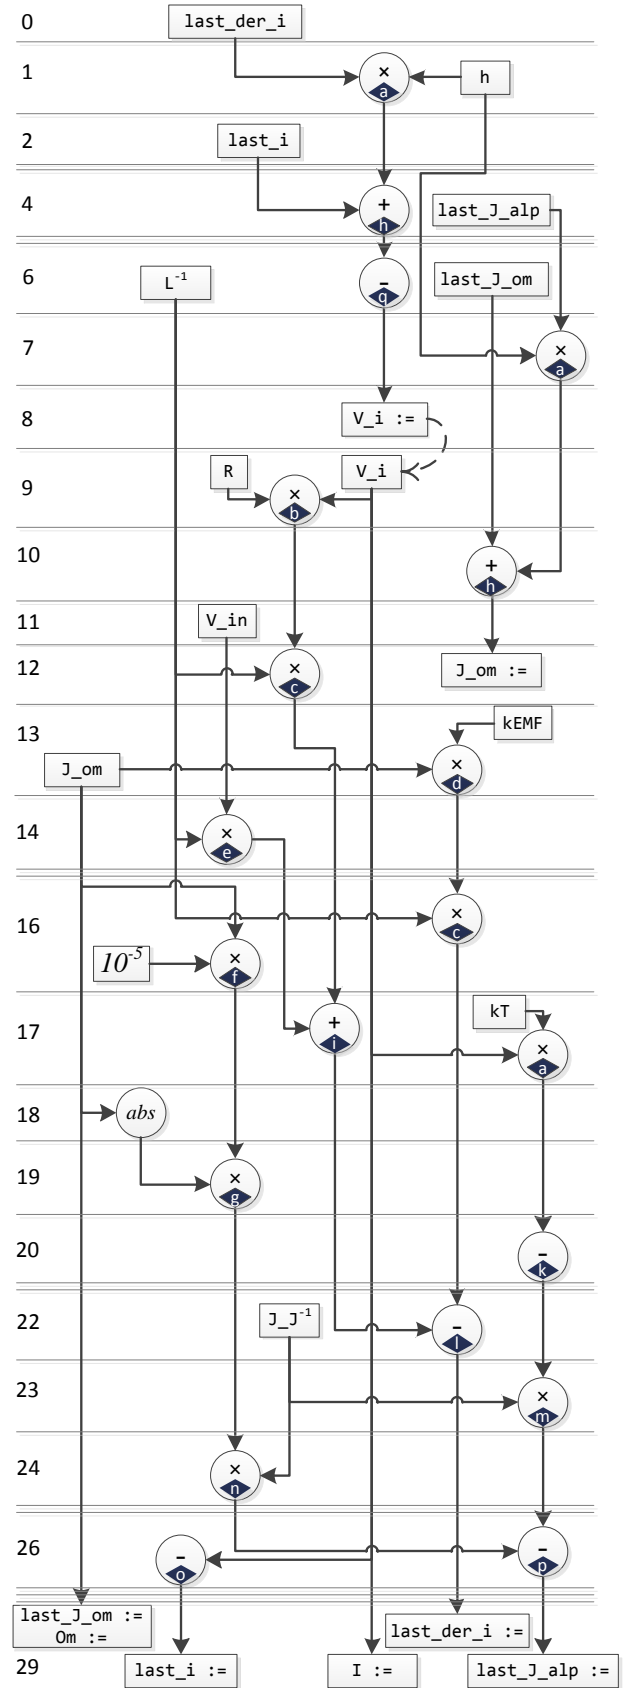 0
last_der_i
1
×
a
h
2
last_i
4
+
h
last_J_alp
6
L⁻¹
-
q
last_J_om
7
×
a
8
V_i :=
9
R
V_i
×
b
10
+
h
11
V_in
12
×
c
J_om :=
13
kEMF
J_om
×
d
14
×
e
16
×
c
10⁻⁵
×
f
17
kT
+
i
×
a
18
abs
19
×
g
20
-
k
22
J_J⁻¹
-
l
23
×
m
24
×
n
26
-
o
-
p
last_J_om :=
Om :=
last_der_i :=
29
last_i :=
I :=
last_J_alp :=